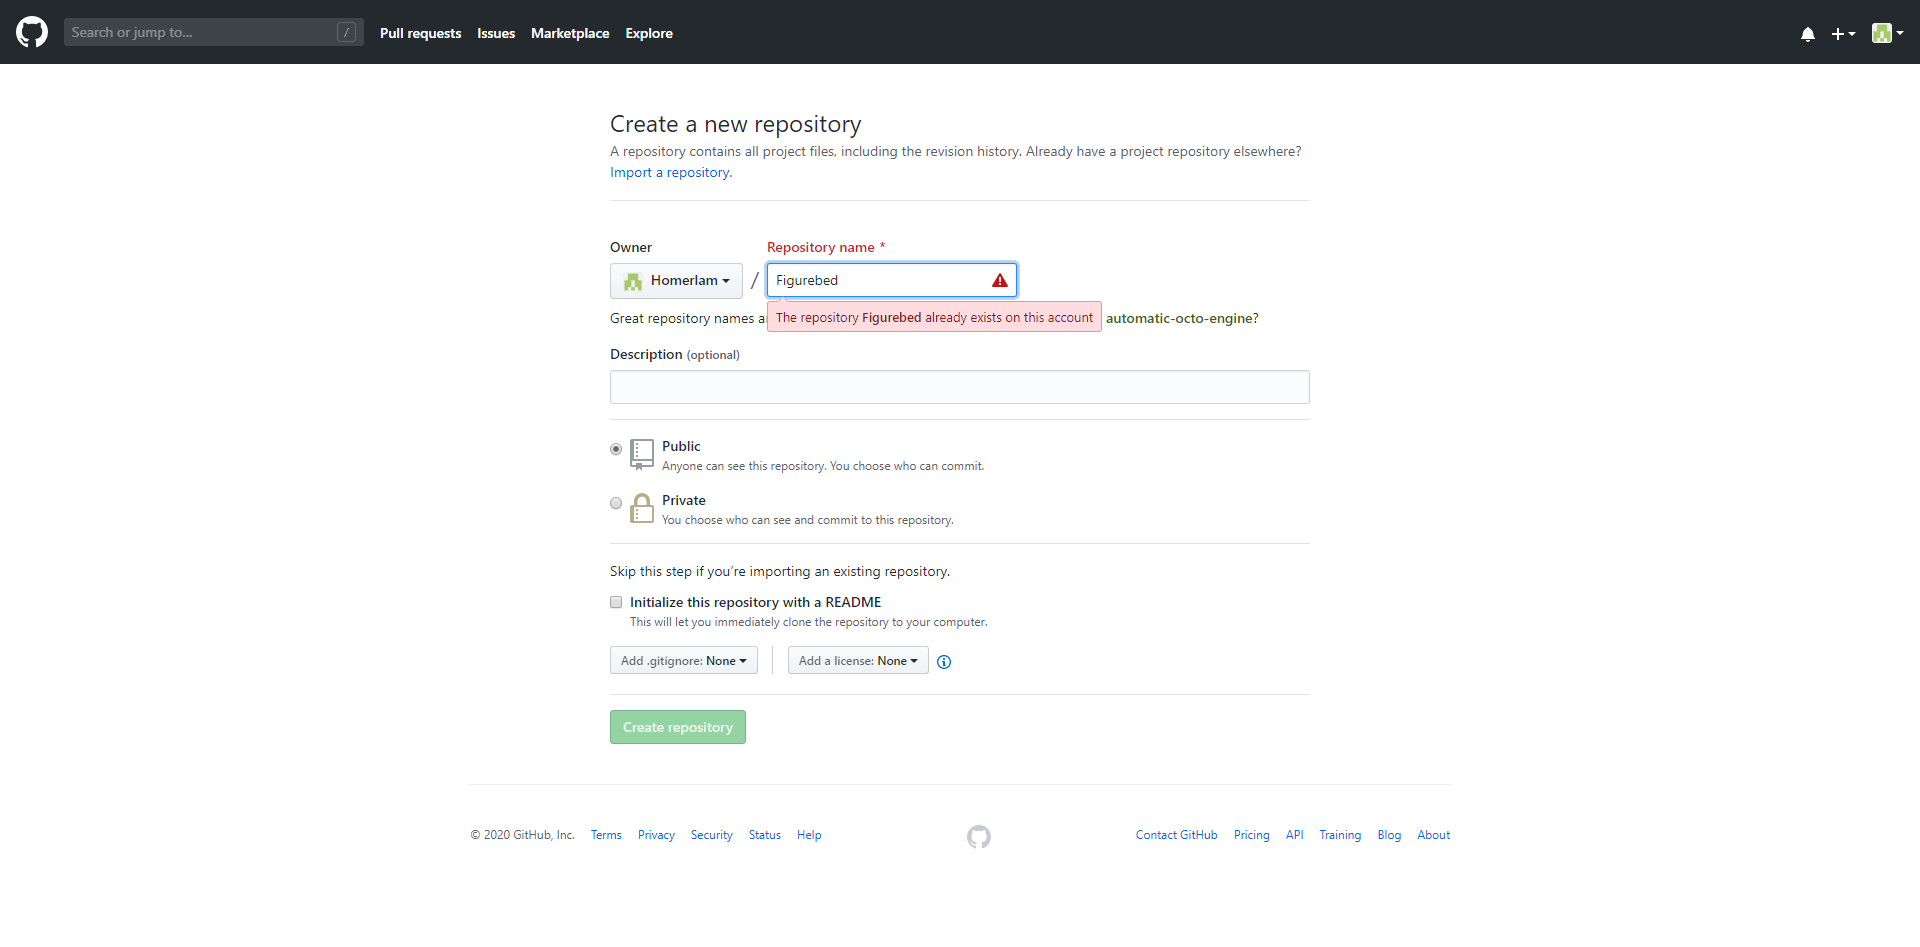 Search or jump to... /
Pull requests Issues Marketplace Explore
Create a new repository
A repository contains all project files, including the revision history. Already have a project repository elsewhere?
Import a repository.
Owner
Repository name *
Homerlam
/
Figurebed
Great repository names a
The repository Figurebed already exists on this account
automatic-octo-engine?
Description (optional)
Public
Anyone can see this repository. You choose who can commit.
Private
You choose who can see and commit to this repository.
Skip this step if you’re importing an existing repository.
Initialize this repository with a README
This will let you immediately clone the repository to your computer.
Add .gitignore: None
Add a license: None
Create repository
© 2020 GitHub, Inc. Terms Privacy Security Status Help
Contact GitHub Pricing API Training Blog About